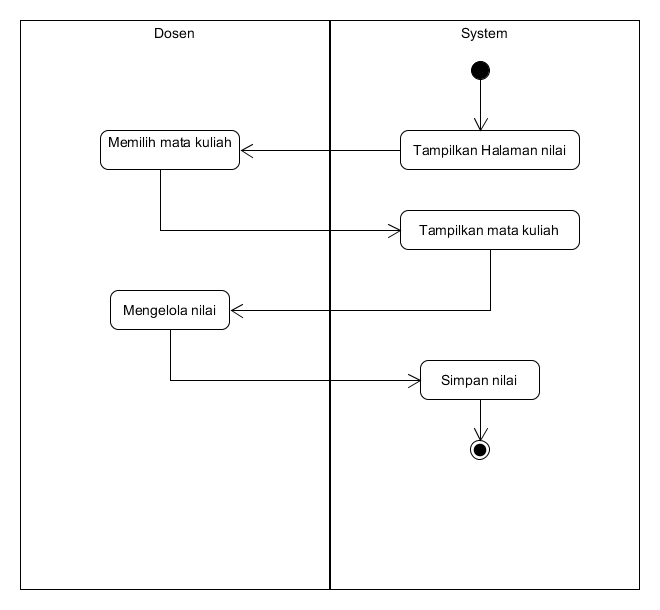 Dosen
System
Memilih mata kuliah
Tampilkan Halaman nilai
Tampilkan mata kuliah
Mengelola nilai
Simpan nilai